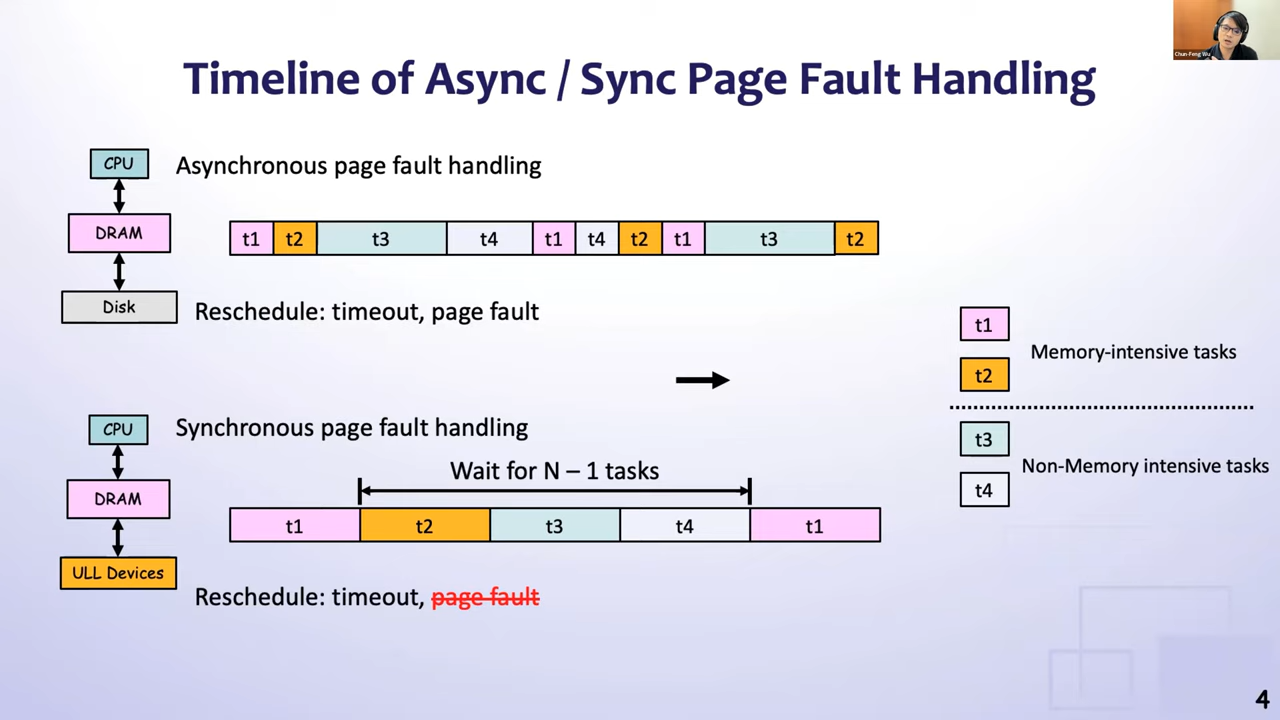 Chun-Feng Wu
Timeline of Async / Sync Page Fault Handling
CPU
Asynchronous page fault handling
DRAM
t1 t2 t3 t4 t1 t4 t2 t1 t3 t2
Disk
Reschedule: timeout, page fault
t1
Memory-intensive tasks
t2
CPU
Synchronous page fault handling
t3
Non-Memory intensive tasks
t4
Wait for N – 1 tasks
DRAM
t1 t2 t3 t4 t1
ULL Devices
Reschedule: timeout, page fault
4